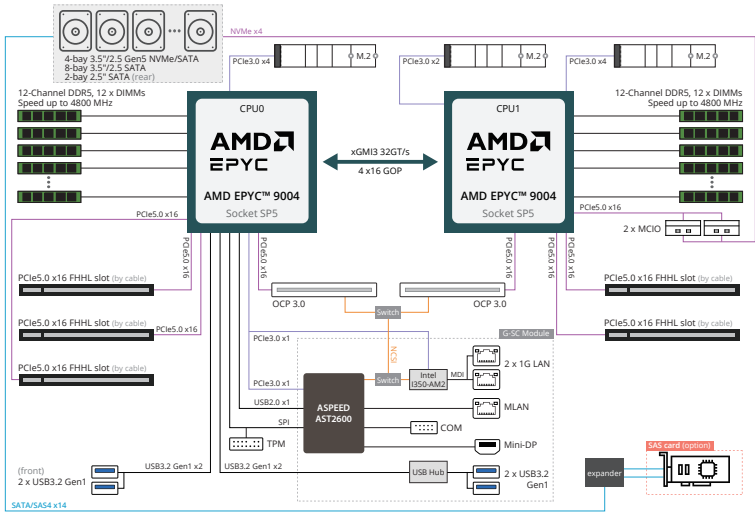 NVMe x4
4-bay 3.5"/2.5 Gen5 NVMe/SATA
8-bay 3.5"/2.5 SATA
2-bay 2.5" SATA (rear)
PCIe3.0 x4
M.2
PCIe3.0 x2
M.2
PCIe3.0 x4
M.2
12-Channel DDR5, 12 x DIMMs
Speed up to 4800 MHz
CPU0
AMD
EPYC
AMD EPYC™ 9004
Socket SP5
xGMI3 32GT/s
4 x16 GOP
CPU1
AMD
EPYC
AMD EPYC™ 9004
Socket SP5
12-Channel DDR5, 12 x DIMMs
Speed up to 4800 MHz
PCIe5.0 x16
PCIe5.0 x16
2 x MCIO
PCIe5.0 x16
PCIe5.0 x16
PCIe5.0 x16
PCIe5.0 x16
PCIe5.0 x16 FHHL slot (by cable)
PCIe5.0 x16 FHHL slot (by cable)
PCIe5.0 x16
PCIe5.0 x16 FHHL slot (by cable)
PCIe5.0 x16 FHHL slot (by cable)
PCIe5.0 x16 FHHL slot (by cable)
OCP 3.0
OCP 3.0
Switch
G-SC Module
PCIe3.0 x1
NCSI
PCIe3.0 x1
Switch
Intel
I350-AM2
MDI
2 x 1G LAN
ASPEED
AST2600
USB2.0 x1
MLAN
SPI
TPM
COM
Mini-DP
(front)
2 x USB3.2 Gen1
USB3.2 Gen1 x2
USB3.2 Gen1 x2
USB Hub
2 x USB3.2
Gen1
SAS card (option)
expander
SATA/SAS4 x14